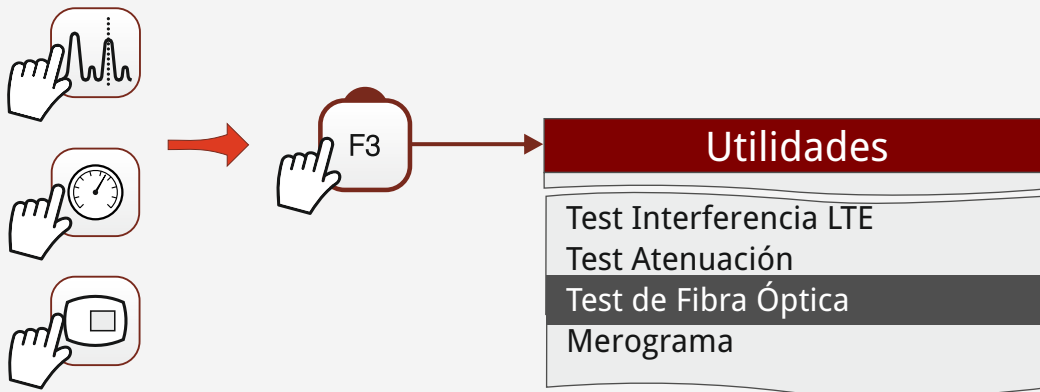 F3
Utilidades
Test Interferencia LTE
Test Atenuación
Test de Fibra Óptica
Merograma